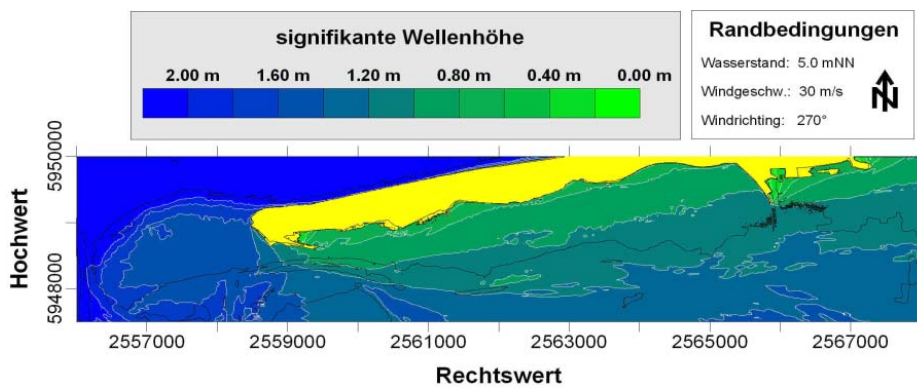 signifikante Wellenhöhe
2.00 m 1.60 m 1.20 m 0.80 m 0.40 m 0.00 m
Randbedingungen
Wasserstand: 5.0 mNN
Windgeschw.: 30 m/s
Windrichting: 270°
N
Hochwert
5950000
5948000
2557000 2559000 2561000 2563000 2565000 2567000
Rechtswert